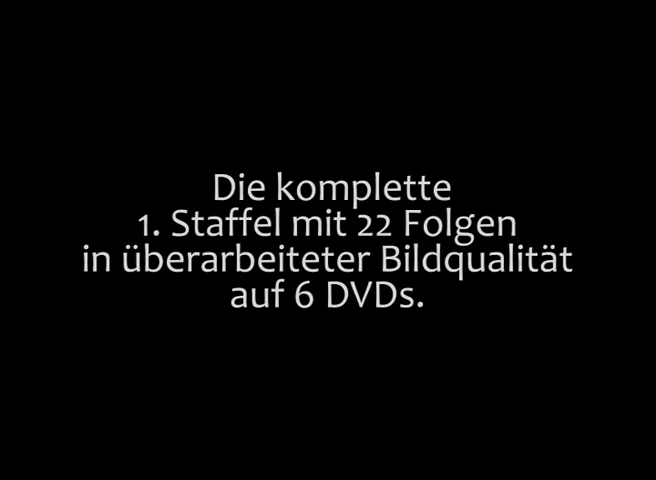 Die komplette
1. Staffel mit 22 Folgen
in überarbeiteter Bildqualität
auf 6 DVDs.